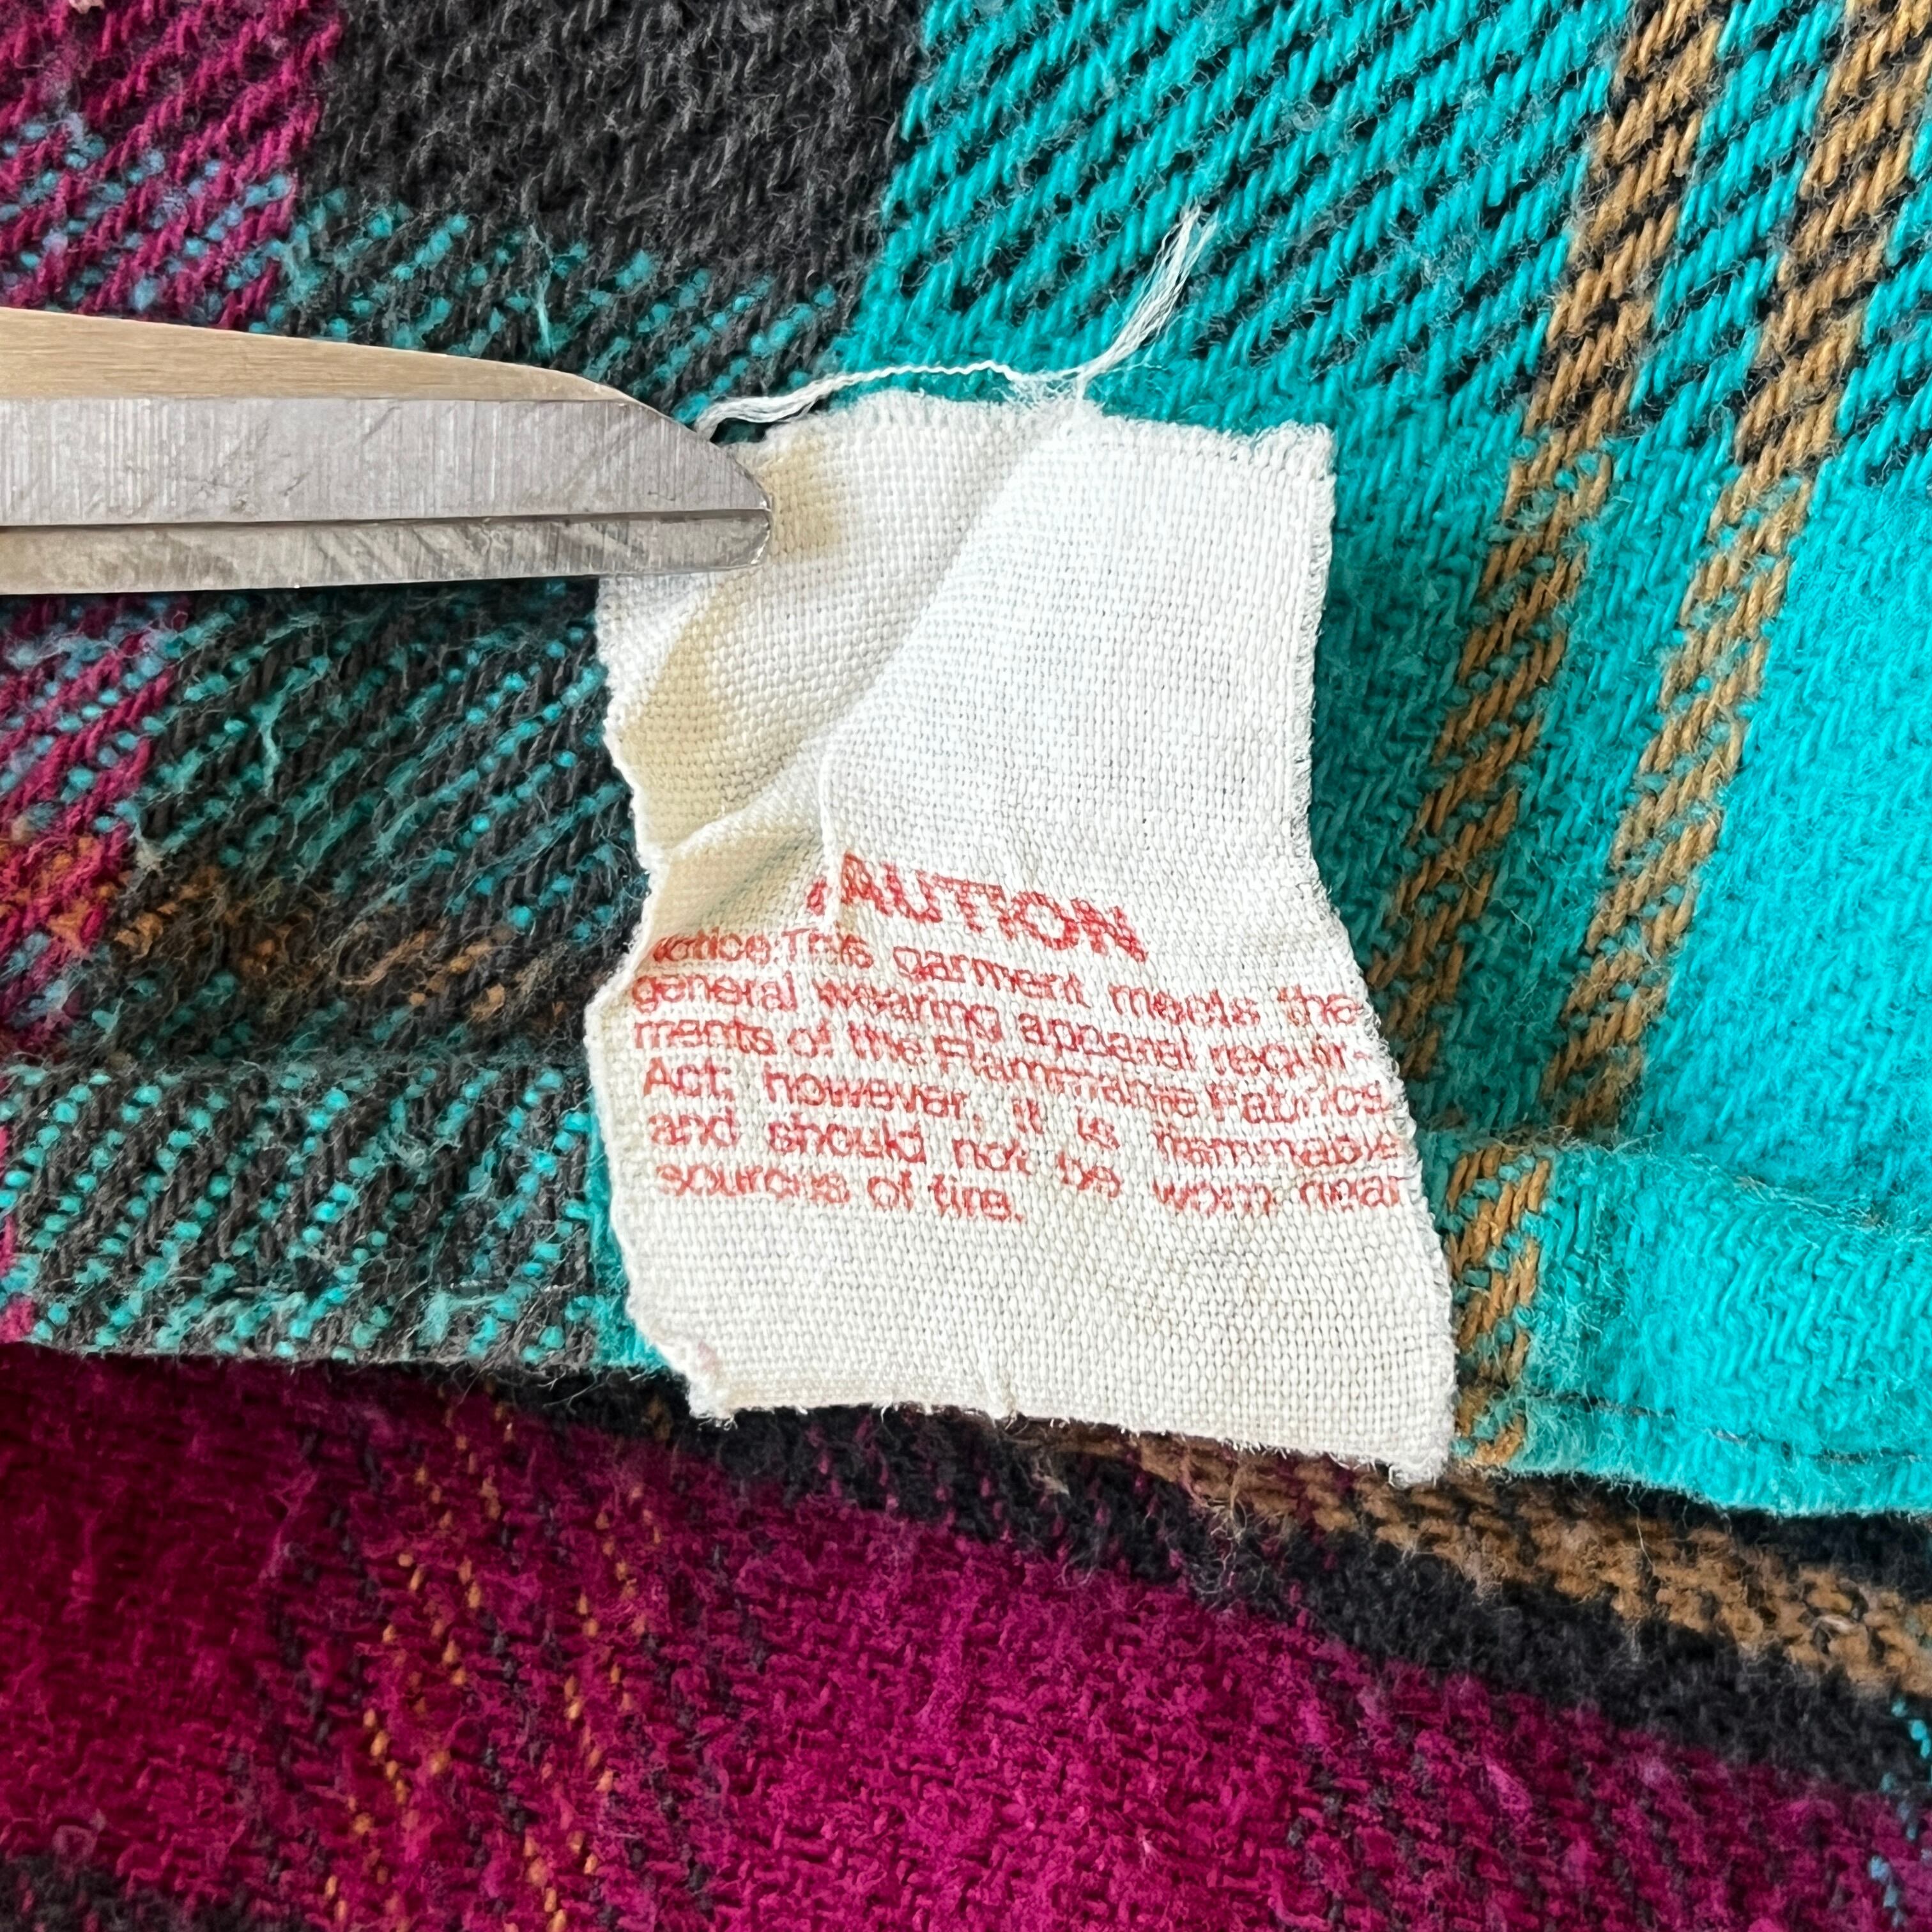 CAUTION
Notice: This garment meets the
general wearing apparel requir-
ments of the Flammable Fabrics
Act; however, it is flammable
and should not be worn near
sources of fire.